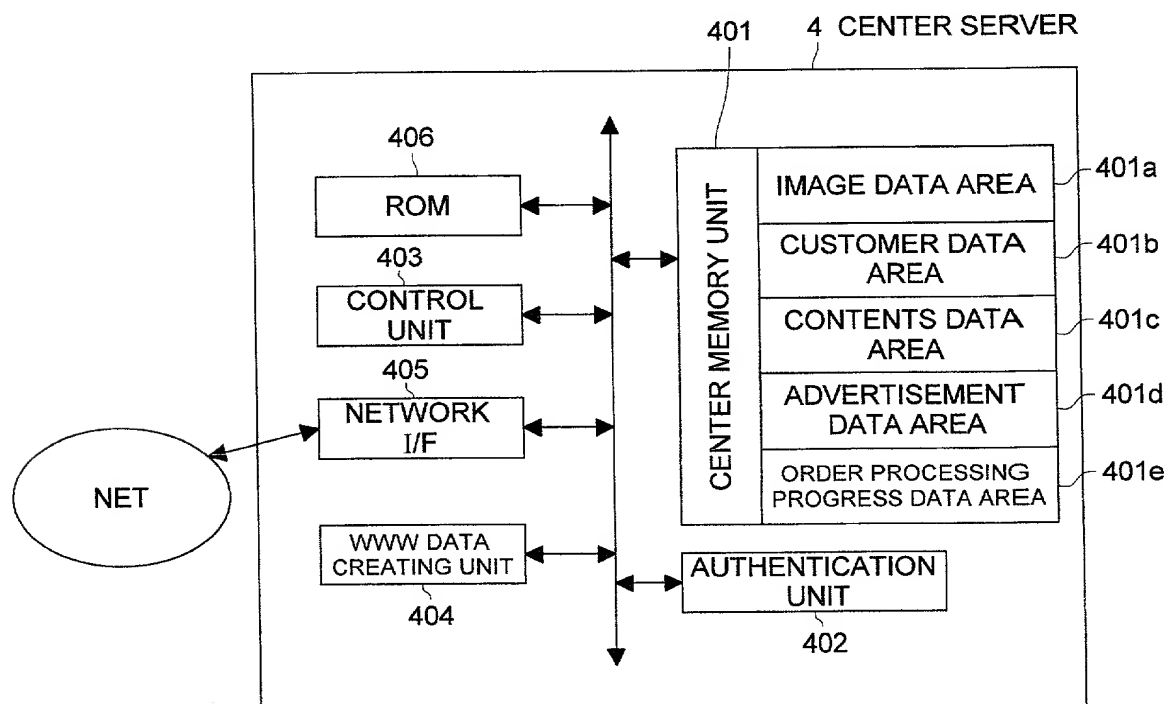 401
4 CENTER SERVER
406
ROM
403
CONTROL
UNIT
405
NETWORK
I/F
NET
WWW DATA
CREATING UNIT
404
CENTER MEMORY UNIT
IMAGE DATA AREA
401a
CUSTOMER DATA
AREA
401b
CONTENTS DATA
AREA
401c
ADVERTISEMENT
DATA AREA
401d
ORDER PROCESSING
PROGRESS DATA AREA
401e
AUTHENTICATION
UNIT
402